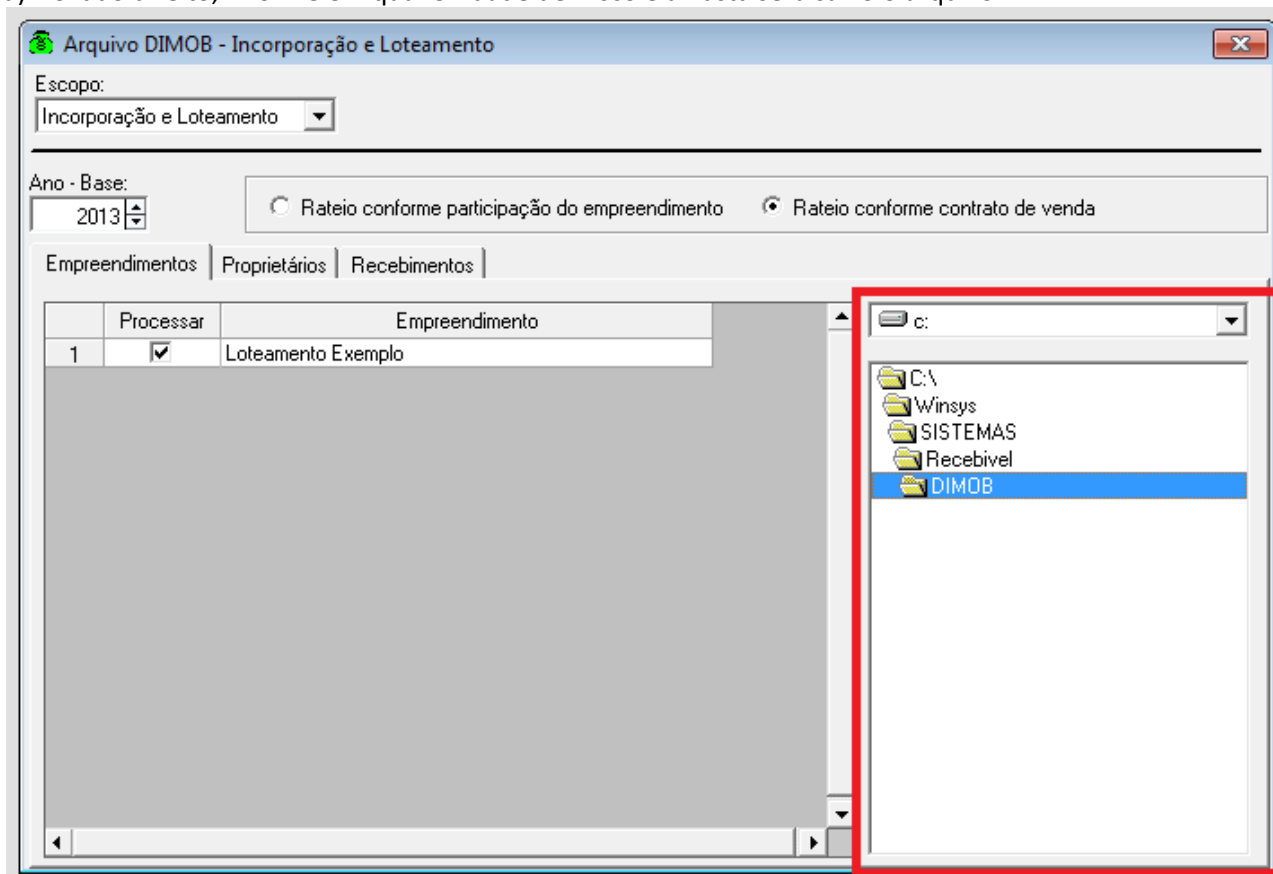 Arquivo DIMOB - Incorporação e Loteamento
Escopo:
Incorporação e Loteamento
Ano - Base:
2013
Rateio conforme participação do empreendimento
Rateio conforme contrato de venda
Empreendimentos
Proprietários
Recebimentos
Processar
Empreendimento
1
Loteamento Exemplo
c:
C:\
Winsys
SISTEMAS
Recebivel
DIMOB